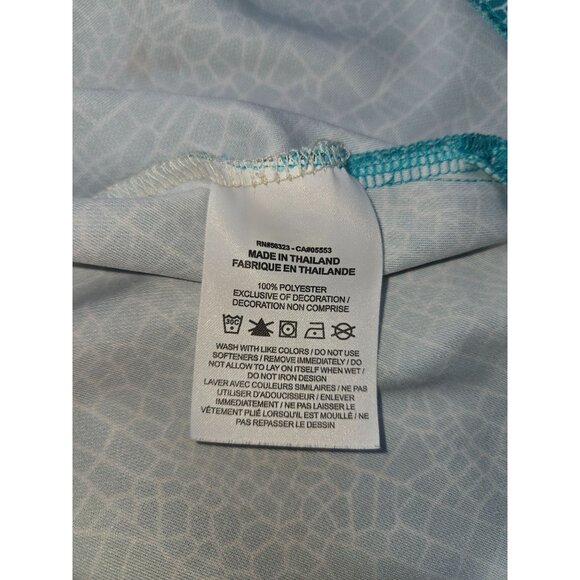 RN#56323 - CA#05553
MADE IN THAILAND
FABRIQUE EN THAILANDE
100% POLYESTER
EXCLUSIVE OF DECORATION /
DECORATION NON COMPRISE
30C
WASH WITH LIKE COLORS / DO NOT USE
SOFTENERS / REMOVE IMMEDIATELY / DO
NOT ALLOW TO LAY ON ITSELF WHEN WET /
DO NOT IRON DESIGN
LAVER AVEC COULEURS SIMILAIRES / NE PAS
UTILISER D'ADOUCISSEUR / ENLEVER
IMMEDIATEMENT / NE PAS LAISSER LE
VÊTEMENT PLIÉ LORSQU'IL EST MOUILLÉ / NE
PAS REPASSER LE DESSIN